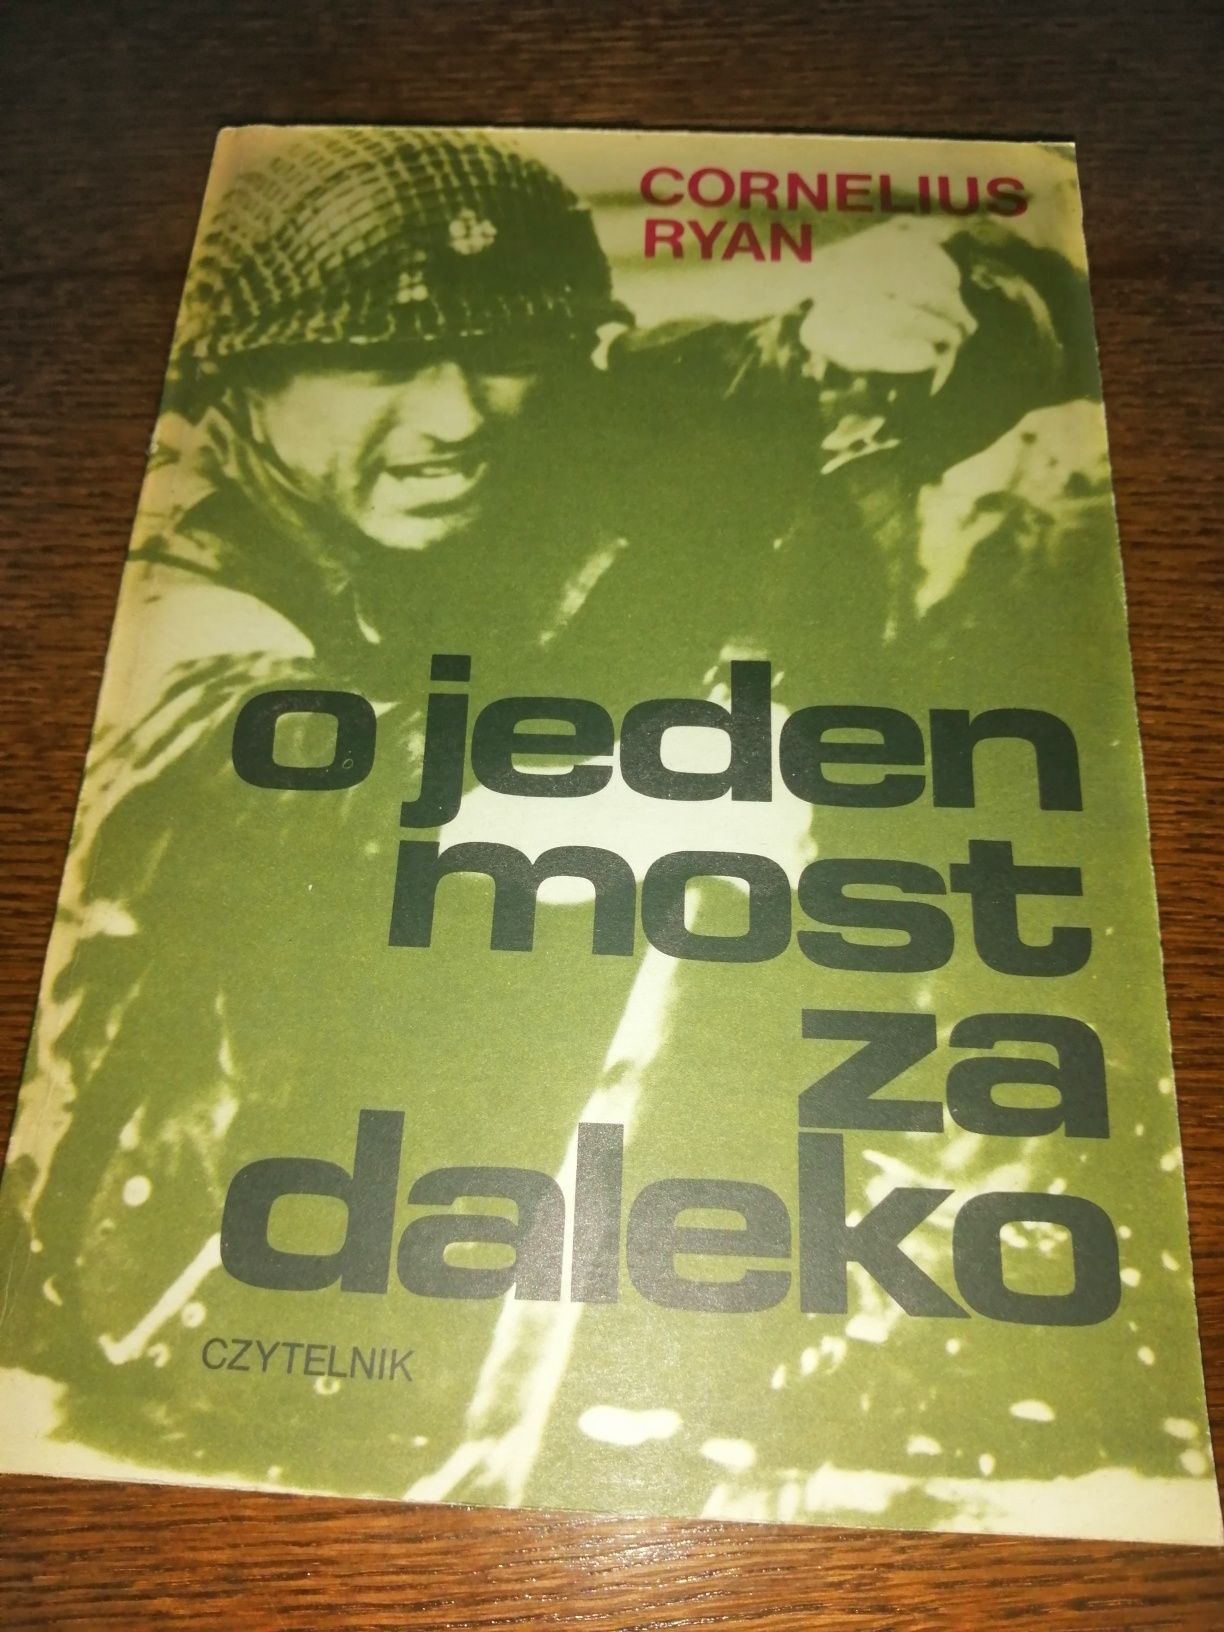 CORNELIUS
RYAN
o jeden
most
za
daleko
CZYTELNIK